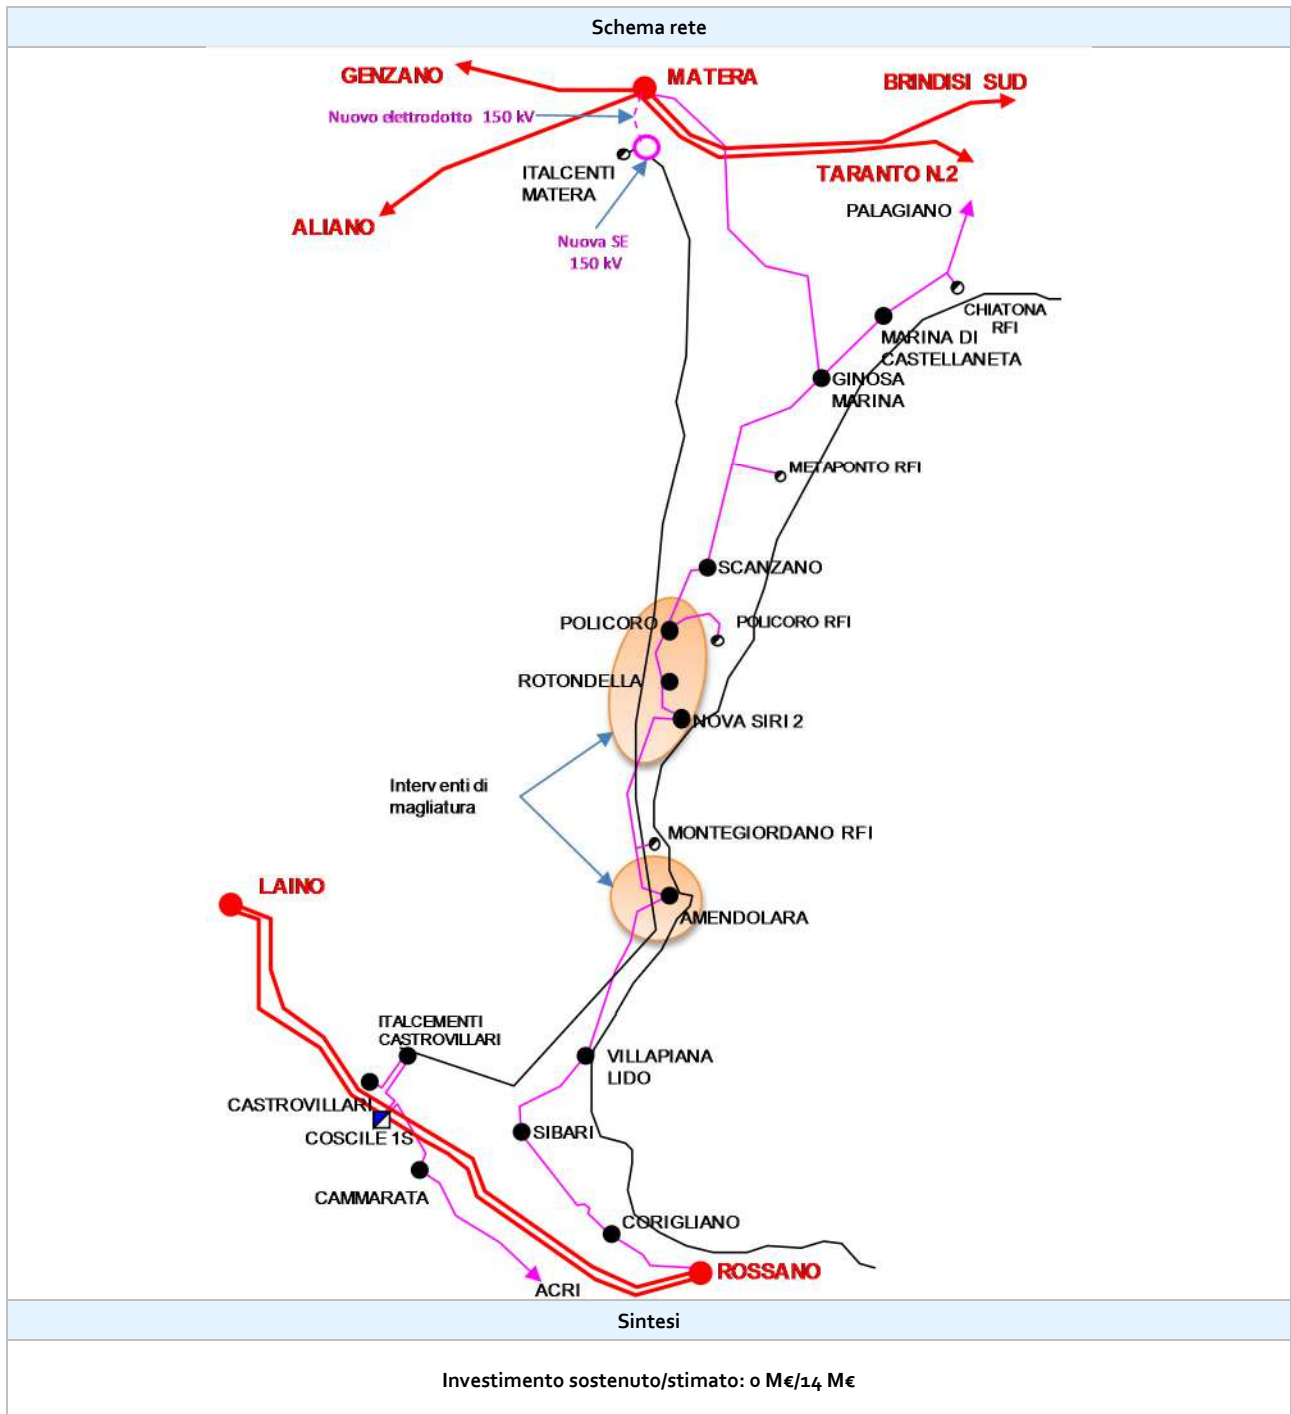 Schema rete
GENZANO
MATERA
BRINDISI SUD
Nuovo elettrodotto 150 kV
ITALCENTI
MATERA
TARANTO N.2
PALAGIANO
ALIANO
Nuova SE
150 kV
CHIATONA
RFI
MARINA DI
CASTELLANETA
GINOSA
MARINA
METAPONTO RFI
SCANZANO
POLICORO
POLICORO RFI
ROTONDELLA
NOVA SIRI 2
Interventi di
magliatura
MONTEGIORDANO RFI
LAINO
AMENDOLARA
ITALCEMENTI
CASTROVILLARI
VILLAPIANA
LIDO
CASTROVILLARI
COSCILE 1S
SIBARI
CAMMARATA
CORIGLIANO
ROSSANO
ACRI
Sintesi
Investimento sostenuto/stimato: 0 M€/14 M€